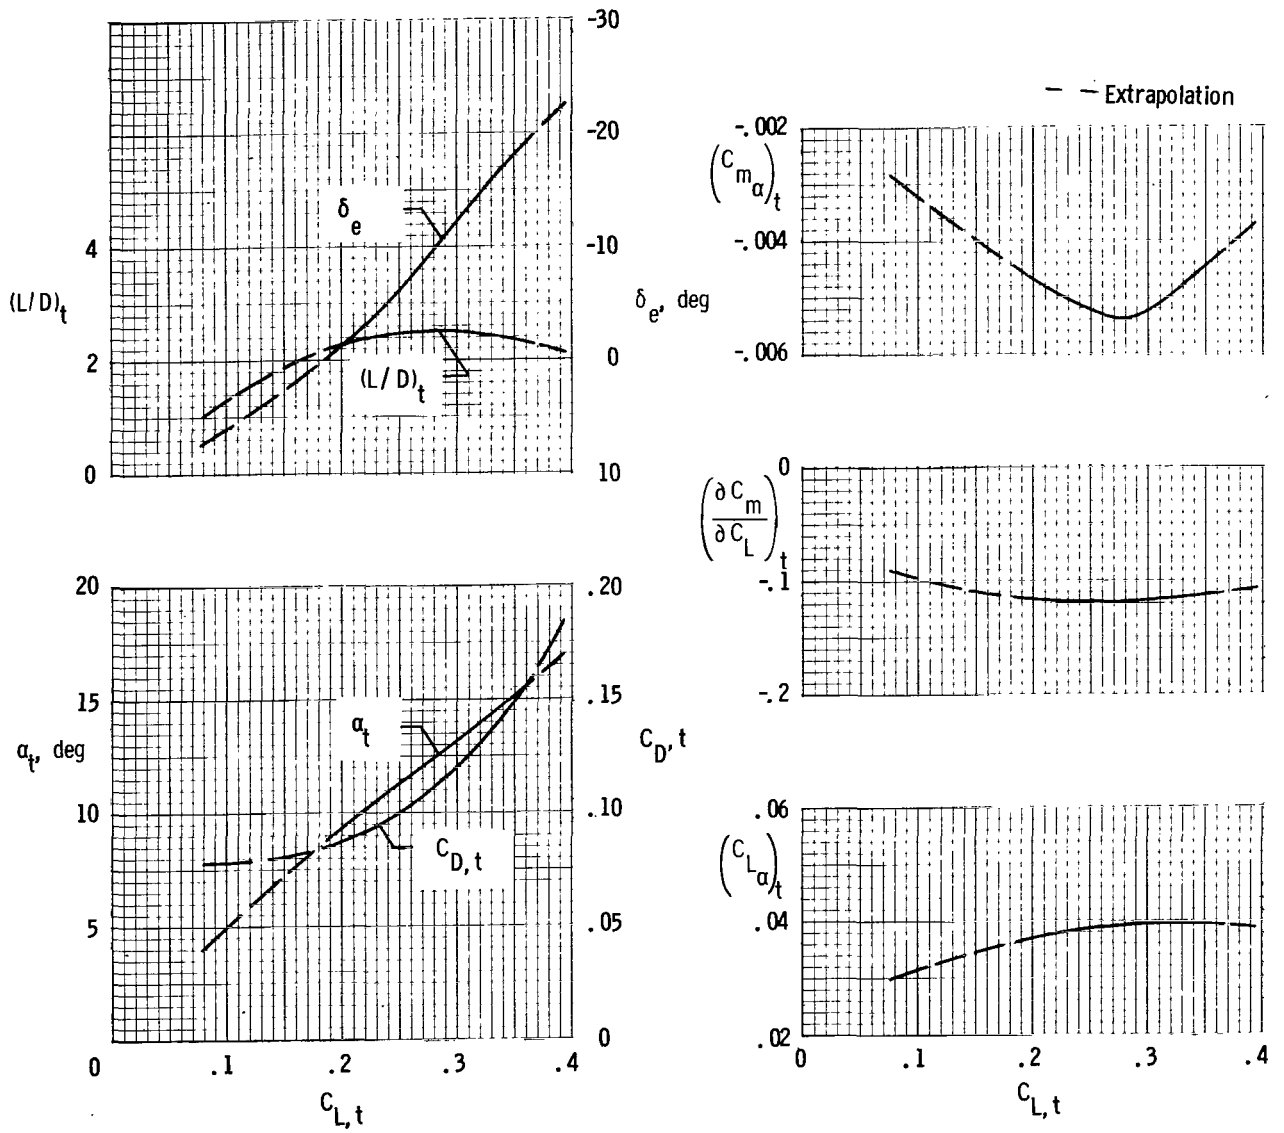 -30
-20
δe
4
-10
(L/D)t
δe, deg
2
0
(L/D)t
0
10
20
.20
15
.15
αt
αt, deg
CD, t
10
.10
CD, t
5
.05
0
0
.1
.2
.3
.4
CL, t
— — Extrapolation
-.002
(Cmα)t
-.004
-.006
0
(∂Cm/∂CL)t
-.1
-.2
.06
(CLα)t
.04
.02
0
.1
.2
.3
.4
CL, t